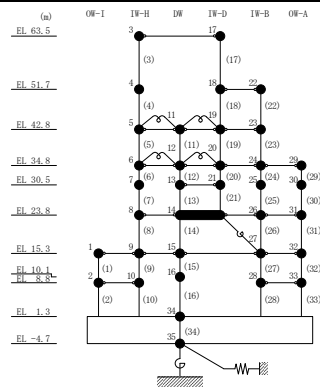 (m) OW-I IW-H DW IW-D IW-B OW-A
EL 63.5 3 17
(3) (17)
EL 51.7 4 18 22
(4) (18) (22)
EL 42.8 5 11 19 23
(5) (11) (19) (23)
EL 34.8 6 12 20 24 29
(6) (12) (20) (24) (29)
EL 30.5 7 13 21 25 30
(7) (13) (21) (25) (30)
EL 23.8 8 14 26 31
(8) (14) (26) (31)
27
EL 15.3 1 9 15 32
(1) (9) (15) (27) (32)
EL 10.1 16
EL 8.8 2 10 28 33
(2) (10) (16) (28) (33)
EL 1.3 34
(34)
EL -4.7 35